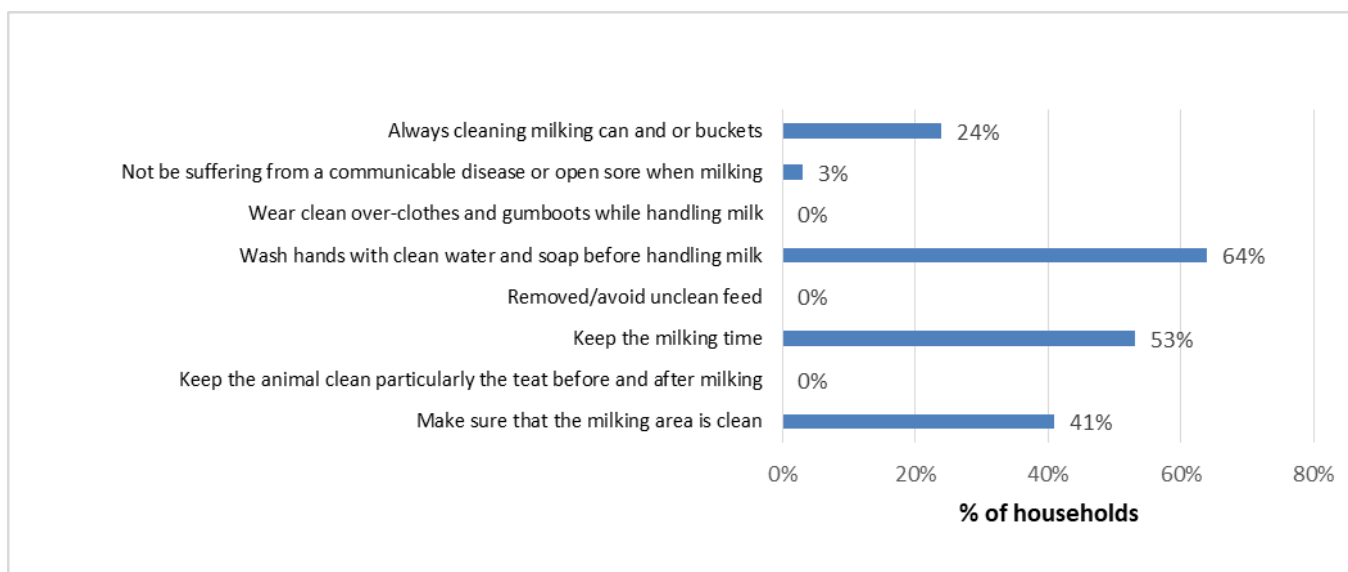 Always cleaning milking can and or buckets 24%
Not be suffering from a communicable disease or open sore when milking 3%
Wear clean over-clothes and gumboots while handling milk 0%
Wash hands with clean water and soap before handling milk 64%
Removed/avoid unclean feed 0%
Keep the milking time 53%
Keep the animal clean particularly the teat before and after milking 0%
Make sure that the milking area is clean 41%
0% 20% 40% 60% 80%
% of households